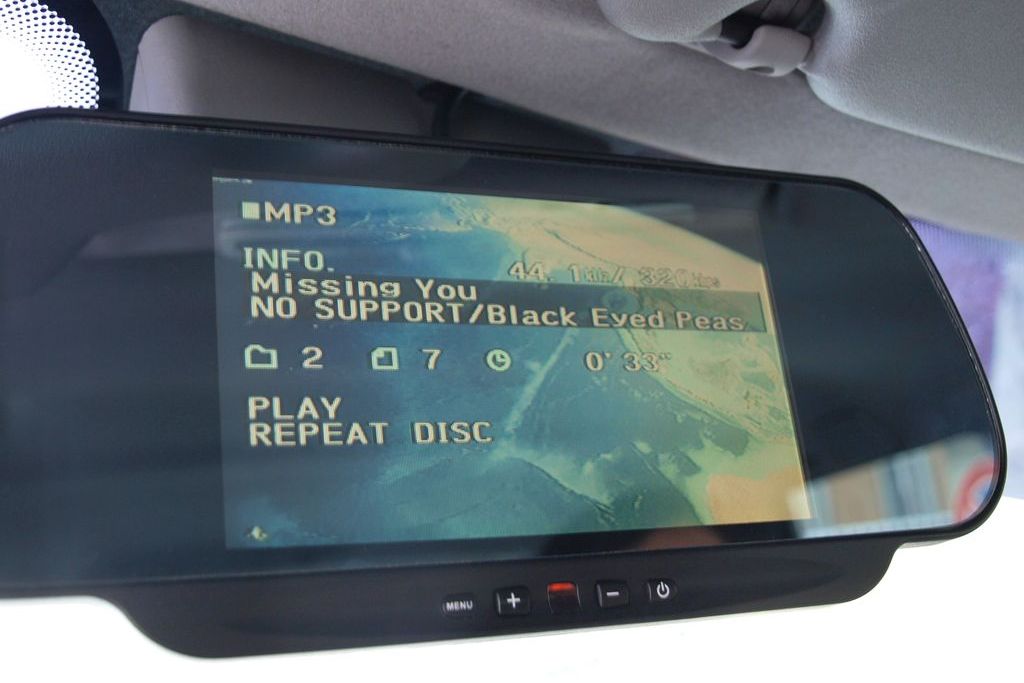 MP3
INFO.
44. 1kHz/ 320kbps
Missing You
NO SUPPORT/Black Eyed Peas
2 7 0' 33"
PLAY
REPEAT DISC
MENU + −